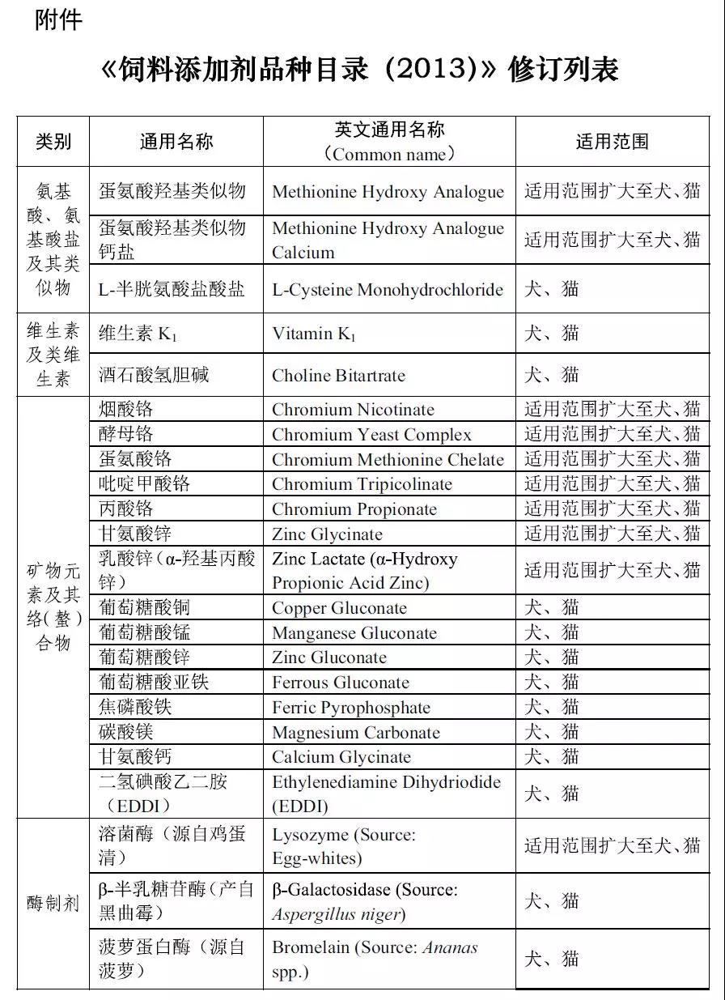 附件
《饲料添加剂品种目录（2013）》修订列表
类别
通用名称
英文通用名称
（Common name）
适用范围
氨基
酸、氨
基酸盐
及其类
似物
蛋氨酸羟基类似物
Methionine Hydroxy Analogue
适用范围扩大至犬、猫
蛋氨酸羟基类似物
钙盐
Methionine Hydroxy Analogue
Calcium
适用范围扩大至犬、猫
L-半胱氨酸盐酸盐
L-Cysteine Monohydrochloride
犬、猫
维生素
及类维
生素
维生素 K₁
Vitamin K₁
犬、猫
酒石酸氢胆碱
Choline Bitartrate
犬、猫
矿物元
素及其
络（螯）
合物
烟酸铬
Chromium Nicotinate
适用范围扩大至犬、猫
酵母铬
Chromium Yeast Complex
适用范围扩大至犬、猫
蛋氨酸铬
Chromium Methionine Chelate
适用范围扩大至犬、猫
吡啶甲酸铬
Chromium Tripicolinate
适用范围扩大至犬、猫
丙酸铬
Chromium Propionate
适用范围扩大至犬、猫
甘氨酸锌
Zinc Glycinate
适用范围扩大至犬、猫
乳酸锌（α-羟基丙酸
锌）
Zinc Lactate (α-Hydroxy
Propionic Acid Zinc)
适用范围扩大至犬、猫
葡萄糖酸铜
Copper Gluconate
犬、猫
葡萄糖酸锰
Manganese Gluconate
犬、猫
葡萄糖酸锌
Zinc Gluconate
犬、猫
葡萄糖酸亚铁
Ferrous Gluconate
犬、猫
焦磷酸铁
Ferric Pyrophosphate
犬、猫
碳酸镁
Magnesium Carbonate
犬、猫
甘氨酸钙
Calcium Glycinate
犬、猫
二氢碘酸乙二胺
（EDDI）
Ethylenediamine Dihydriodide
(EDDI)
犬、猫
酶制剂
溶菌酶（源自鸡蛋
清）
Lysozyme (Source:
Egg-whites)
适用范围扩大至犬、猫
β-半乳糖苷酶（产自
黑曲霉）
β-Galactosidase (Source:
Aspergillus niger)
犬、猫
菠萝蛋白酶（源自
菠萝）
Bromelain (Source: Ananas
spp.)
犬、猫